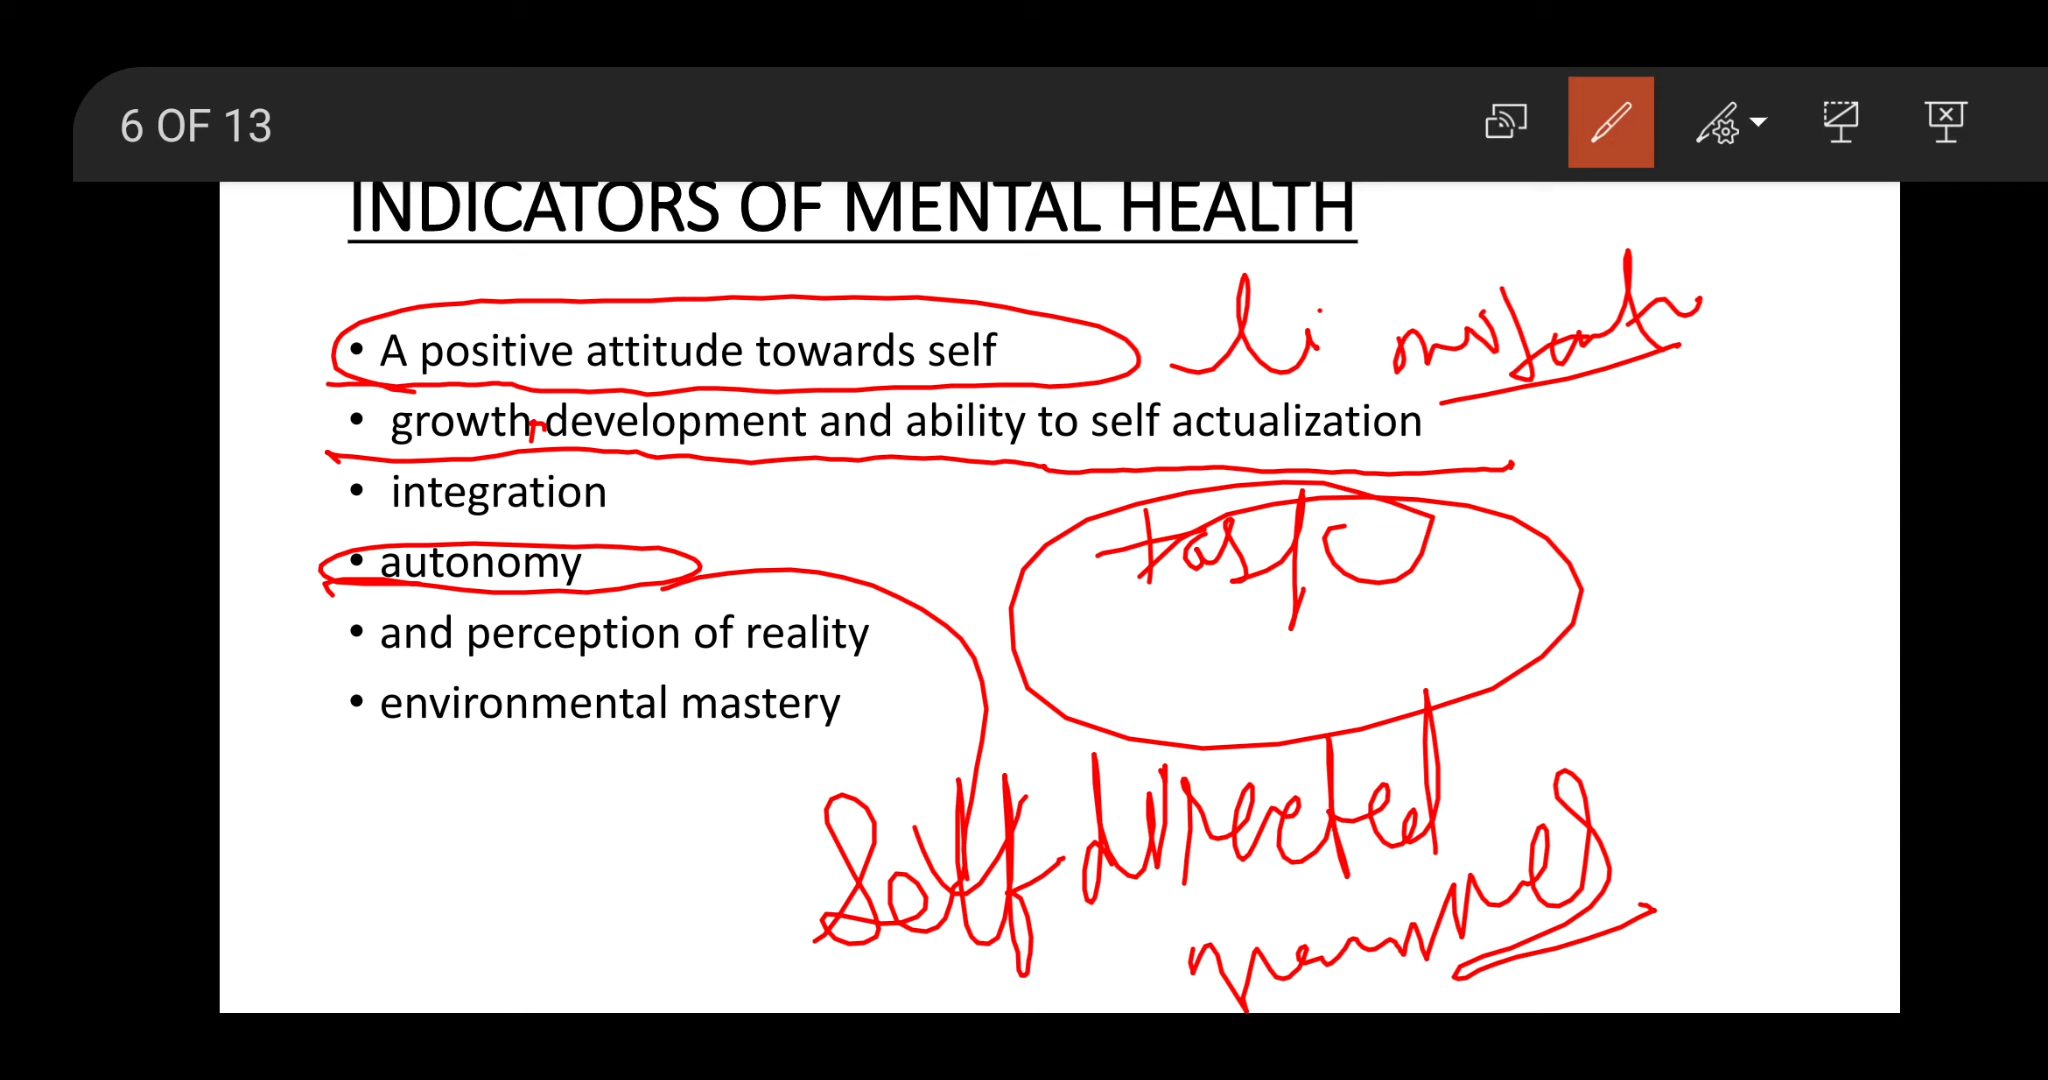 6 OF 13
INDICATORS OF MENTAL HEALTH
• A positive attitude towards self
• growth development and ability to self actualization
• integration
task
• autonomy
• and perception of reality
• environmental mastery
Self directed